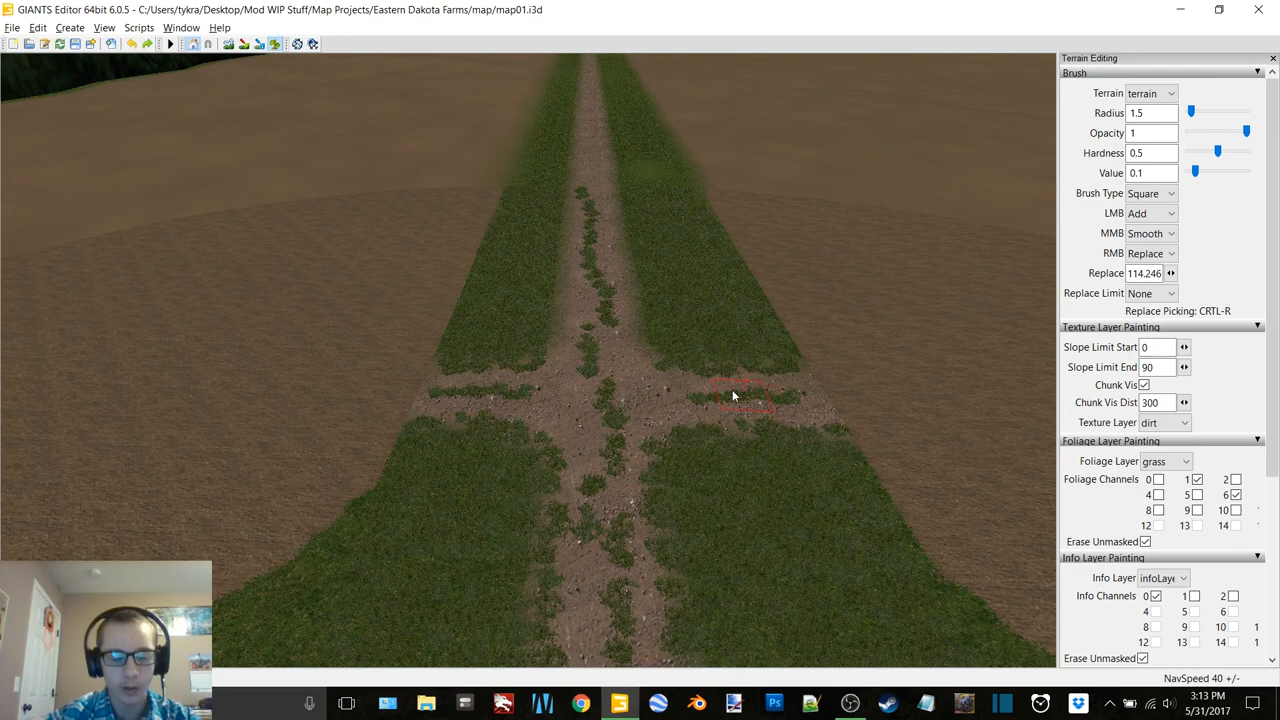 GIANTS Editor 64bit 6.0.5 - C:/Users/tykra/Desktop/Mod WIP Stuff/Map Projects/Eastern Dakota Farms/map/map01.i3d
File Edit Create View Scripts Window Help
Terrain Editing
Brush
Terrain terrain
Radius 1.5
Opacity 1
Hardness 0.5
Value 0.1
Brush Type Square
LMB Add
MMB Smooth
RMB Replace
Replace 114.246
Replace Limit None
Replace Picking: CRTL-R
Texture Layer Painting
Slope Limit Start 0
Slope Limit End 90
Chunk Vis
Chunk Vis Dist 300
Texture Layer dirt
Foliage Layer Painting
Foliage Layer grass
Foliage Channels 0 1 2
4 5 6
8 9 10 1
12 13 14
Erase Unmasked
Info Layer Painting
Info Layer infoLaye
Info Channels 0 1 2
4 5 6
8 9 10 1
12 13 14
Erase Unmasked
NavSpeed 40 +/-
Ps
3:13 PM
5/31/2017